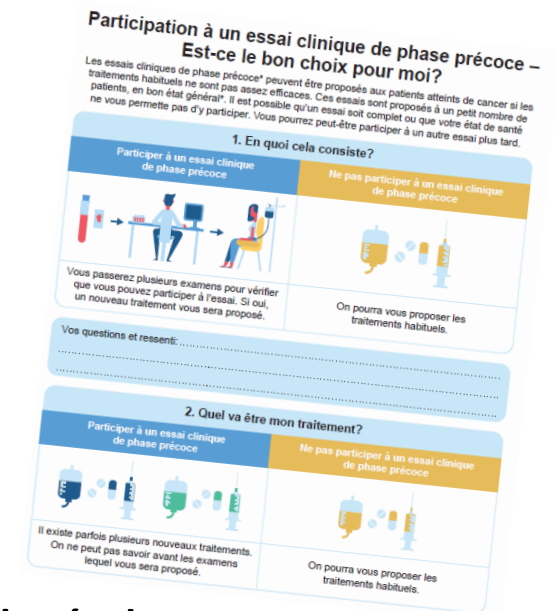 Participation à un essai clinique de phase précoce –
Est-ce le bon choix pour moi?
Les essais cliniques de phase précoce* peuvent être proposés aux patients atteints de cancer si les
traitements habituels ne sont pas assez efficaces. Ces essais sont proposés à un petit nombre de
patients, en bon état général*. Il est possible qu'un essai soit complet ou que votre état de santé
ne vous permette pas d'y participer. Vous pourrez peut-être participer à un autre essai plus tard.
1. En quoi cela consiste?
Participer à un essai clinique
de phase précoce
Ne pas participer à un essai clinique
de phase précoce
Vous passerez plusieurs examens pour vérifier
que vous pouvez participer à l'essai. Si oui,
un nouveau traitement vous sera proposé.
On pourra vous proposer les
traitements habituels.
Vos questions et ressenti:
2. Quel va être mon traitement?
Participer à un essai clinique
de phase précoce
Ne pas participer à un essai clinique
de phase précoce
Il existe parfois plusieurs nouveaux traitements.
On ne peut pas savoir avant les examens
lequel vous sera proposé.
On pourra vous proposer les
traitements habituels.